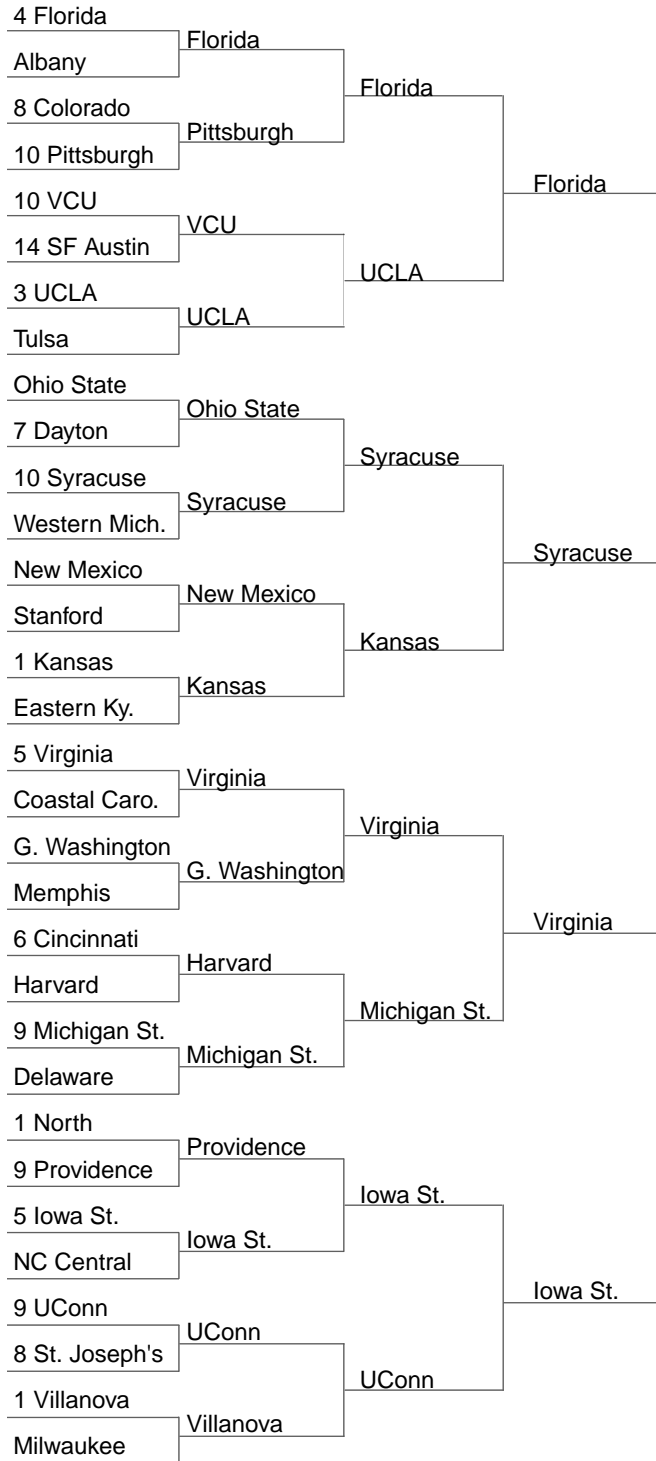 4 Florida
Albany
8 Colorado
10 Pittsburgh
10 VCU
14 SF Austin
3 UCLA
Tulsa
Ohio State
7 Dayton
10 Syracuse
Western Mich.
New Mexico
Stanford
1 Kansas
Eastern Ky.
5 Virginia
Coastal Caro.
G. Washington
Memphis
6 Cincinnati
Harvard
9 Michigan St.
Delaware
1 North
9 Providence
5 Iowa St.
NC Central
9 UConn
8 St. Joseph's
1 Villanova
Milwaukee
Florida
Pittsburgh
VCU
UCLA
Ohio State
Syracuse
New Mexico
Kansas
Virginia
G. Washington
Harvard
Michigan St.
Providence
Iowa St.
UConn
Villanova
Florida
UCLA
Syracuse
Kansas
Virginia
Michigan St.
Iowa St.
UConn
Florida
Syracuse
Virginia
Iowa St.